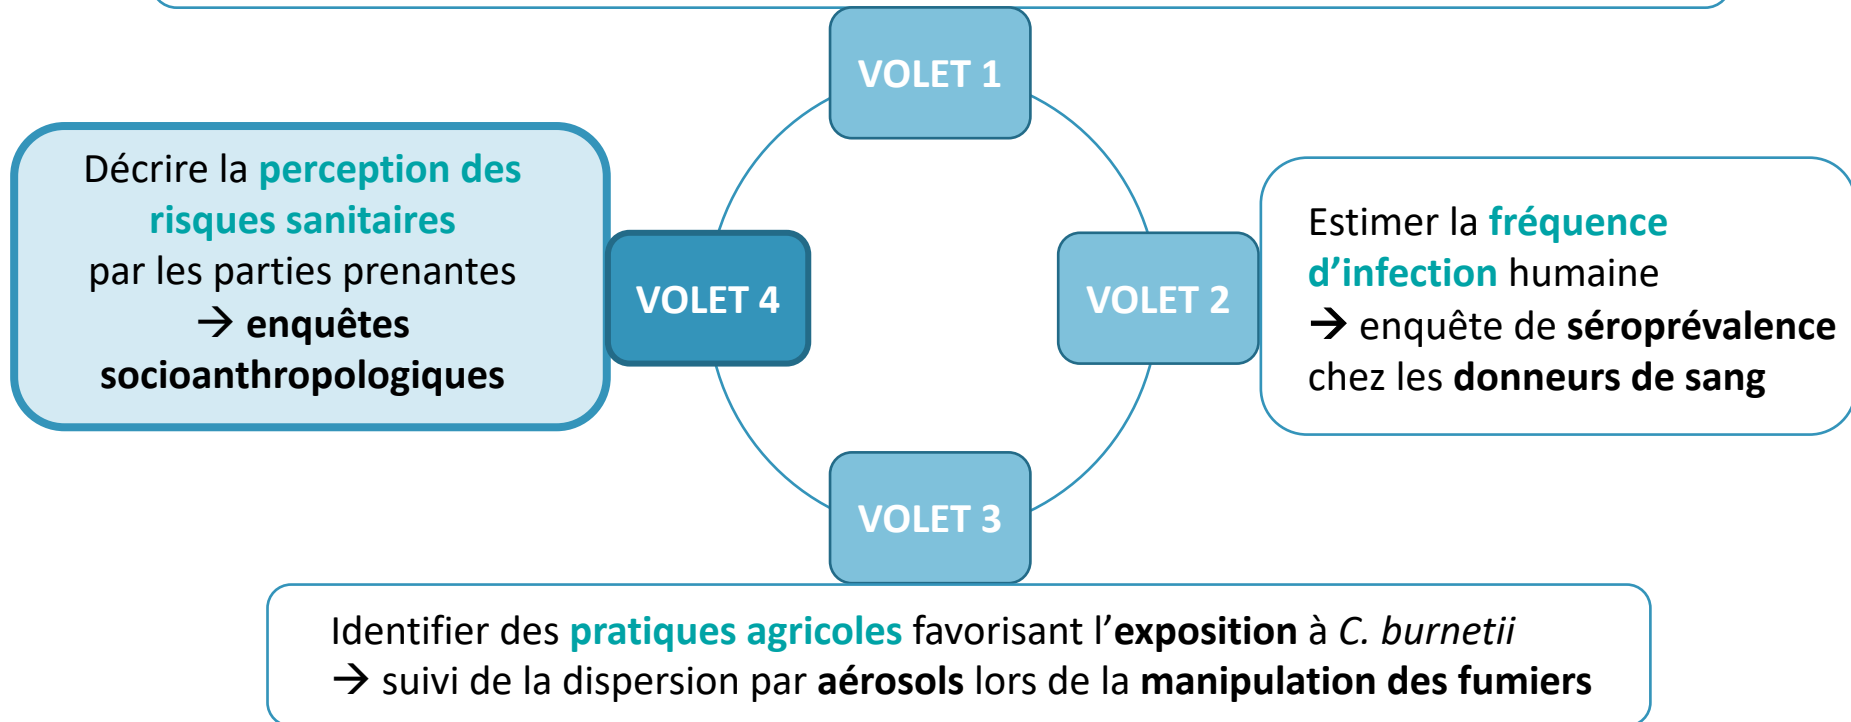 VOLET 1
Décrire la perception des
risques sanitaires
par les parties prenantes
→ enquêtes
socioanthropologiques
VOLET 4
VOLET 2
Estimer la fréquence
d’infection humaine
→ enquête de séroprévalence
chez les donneurs de sang
VOLET 3
Identifier des pratiques agricoles favorisant l’exposition à C. burnetii
→ suivi de la dispersion par aérosols lors de la manipulation des fumiers